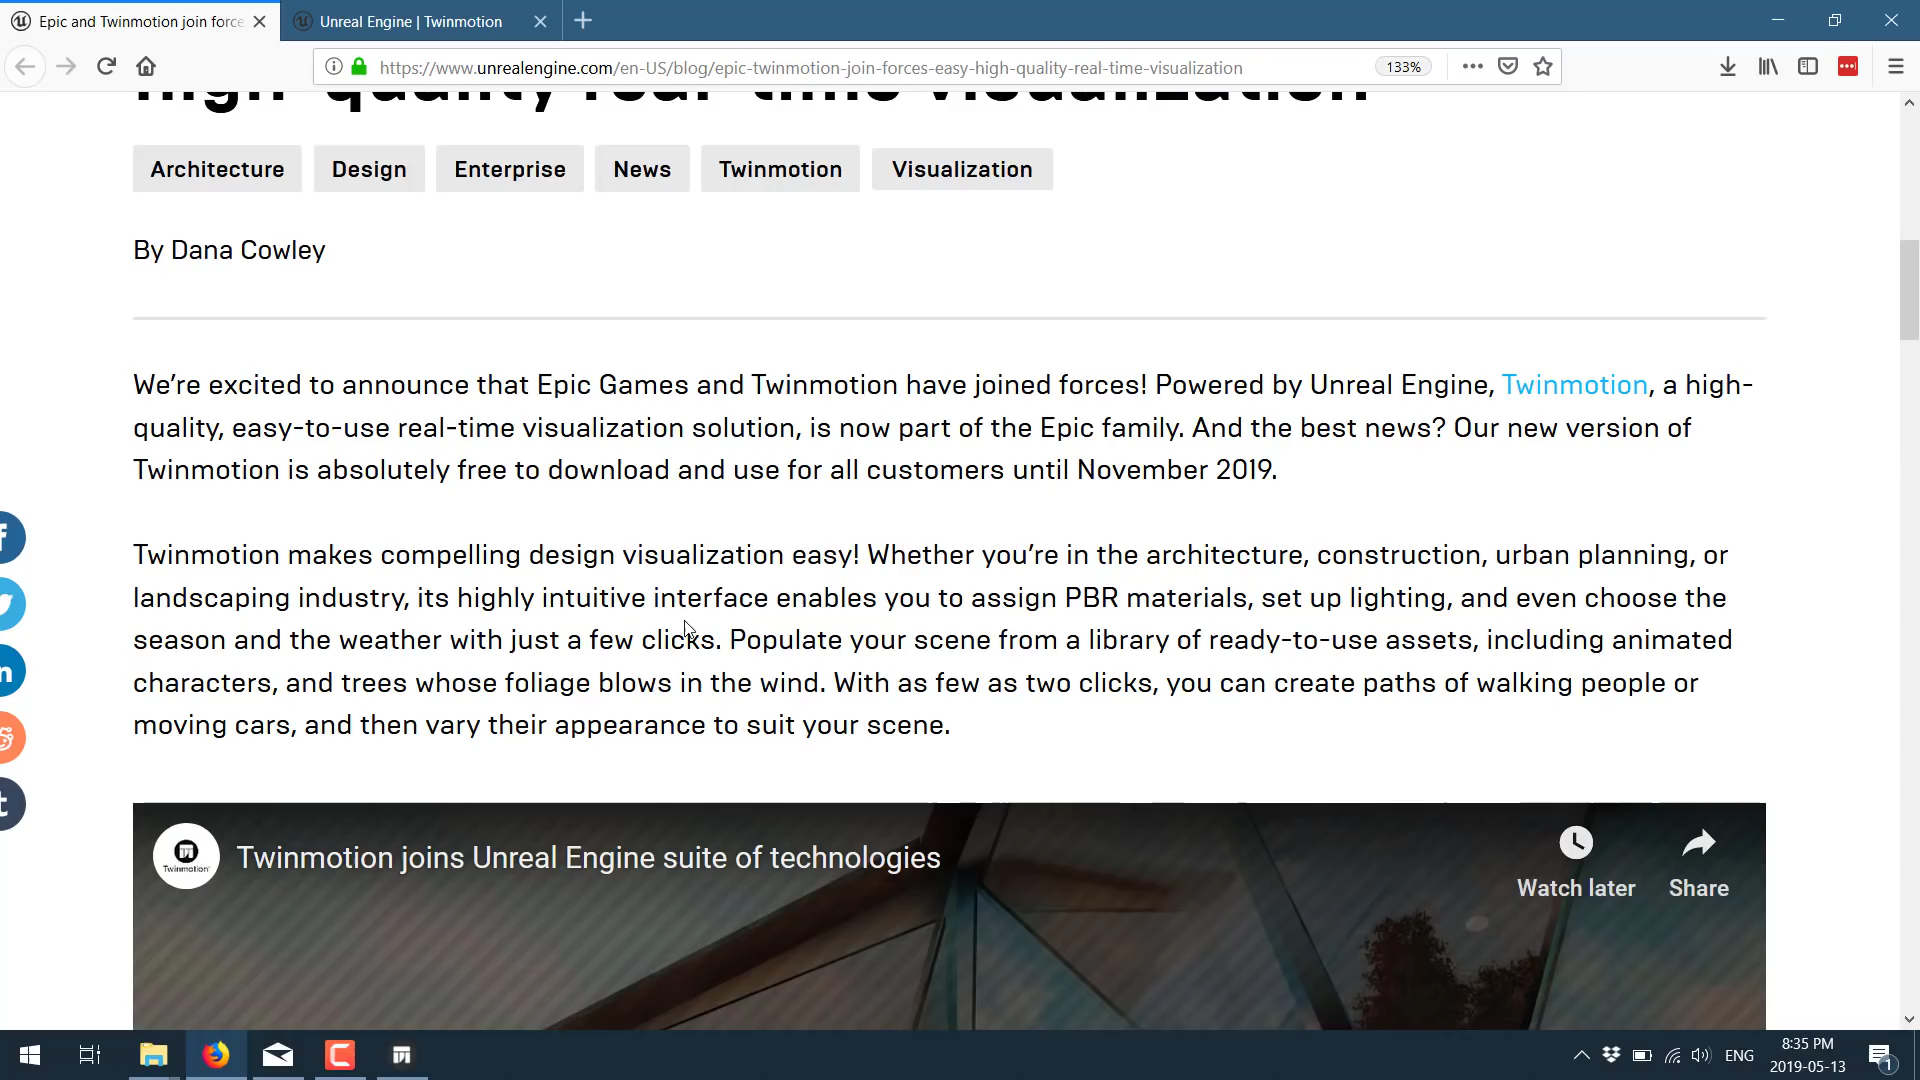 Epic and Twinmotion join force
Unreal Engine | Twinmotion
https://www.unrealengine.com/en-US/blog/epic-twinmotion-join-forces-easy-high-quality-real-time-visualization
133%
high-quality real-time visualization
Architecture
Design
Enterprise
News
Twinmotion
Visualization
By Dana Cowley
We’re excited to announce that Epic Games and Twinmotion have joined forces! Powered by Unreal Engine, Twinmotion, a high-
quality, easy-to-use real-time visualization solution, is now part of the Epic family. And the best news? Our new version of
Twinmotion is absolutely free to download and use for all customers until November 2019.
Twinmotion makes compelling design visualization easy! Whether you’re in the architecture, construction, urban planning, or
landscaping industry, its highly intuitive interface enables you to assign PBR materials, set up lighting, and even choose the
season and the weather with just a few clicks. Populate your scene from a library of ready-to-use assets, including animated
characters, and trees whose foliage blows in the wind. With as few as two clicks, you can create paths of walking people or
moving cars, and then vary their appearance to suit your scene.
Twinmotion
Twinmotion joins Unreal Engine suite of technologies
Watch later
Share
ENG
8:35 PM
2019-05-13
1